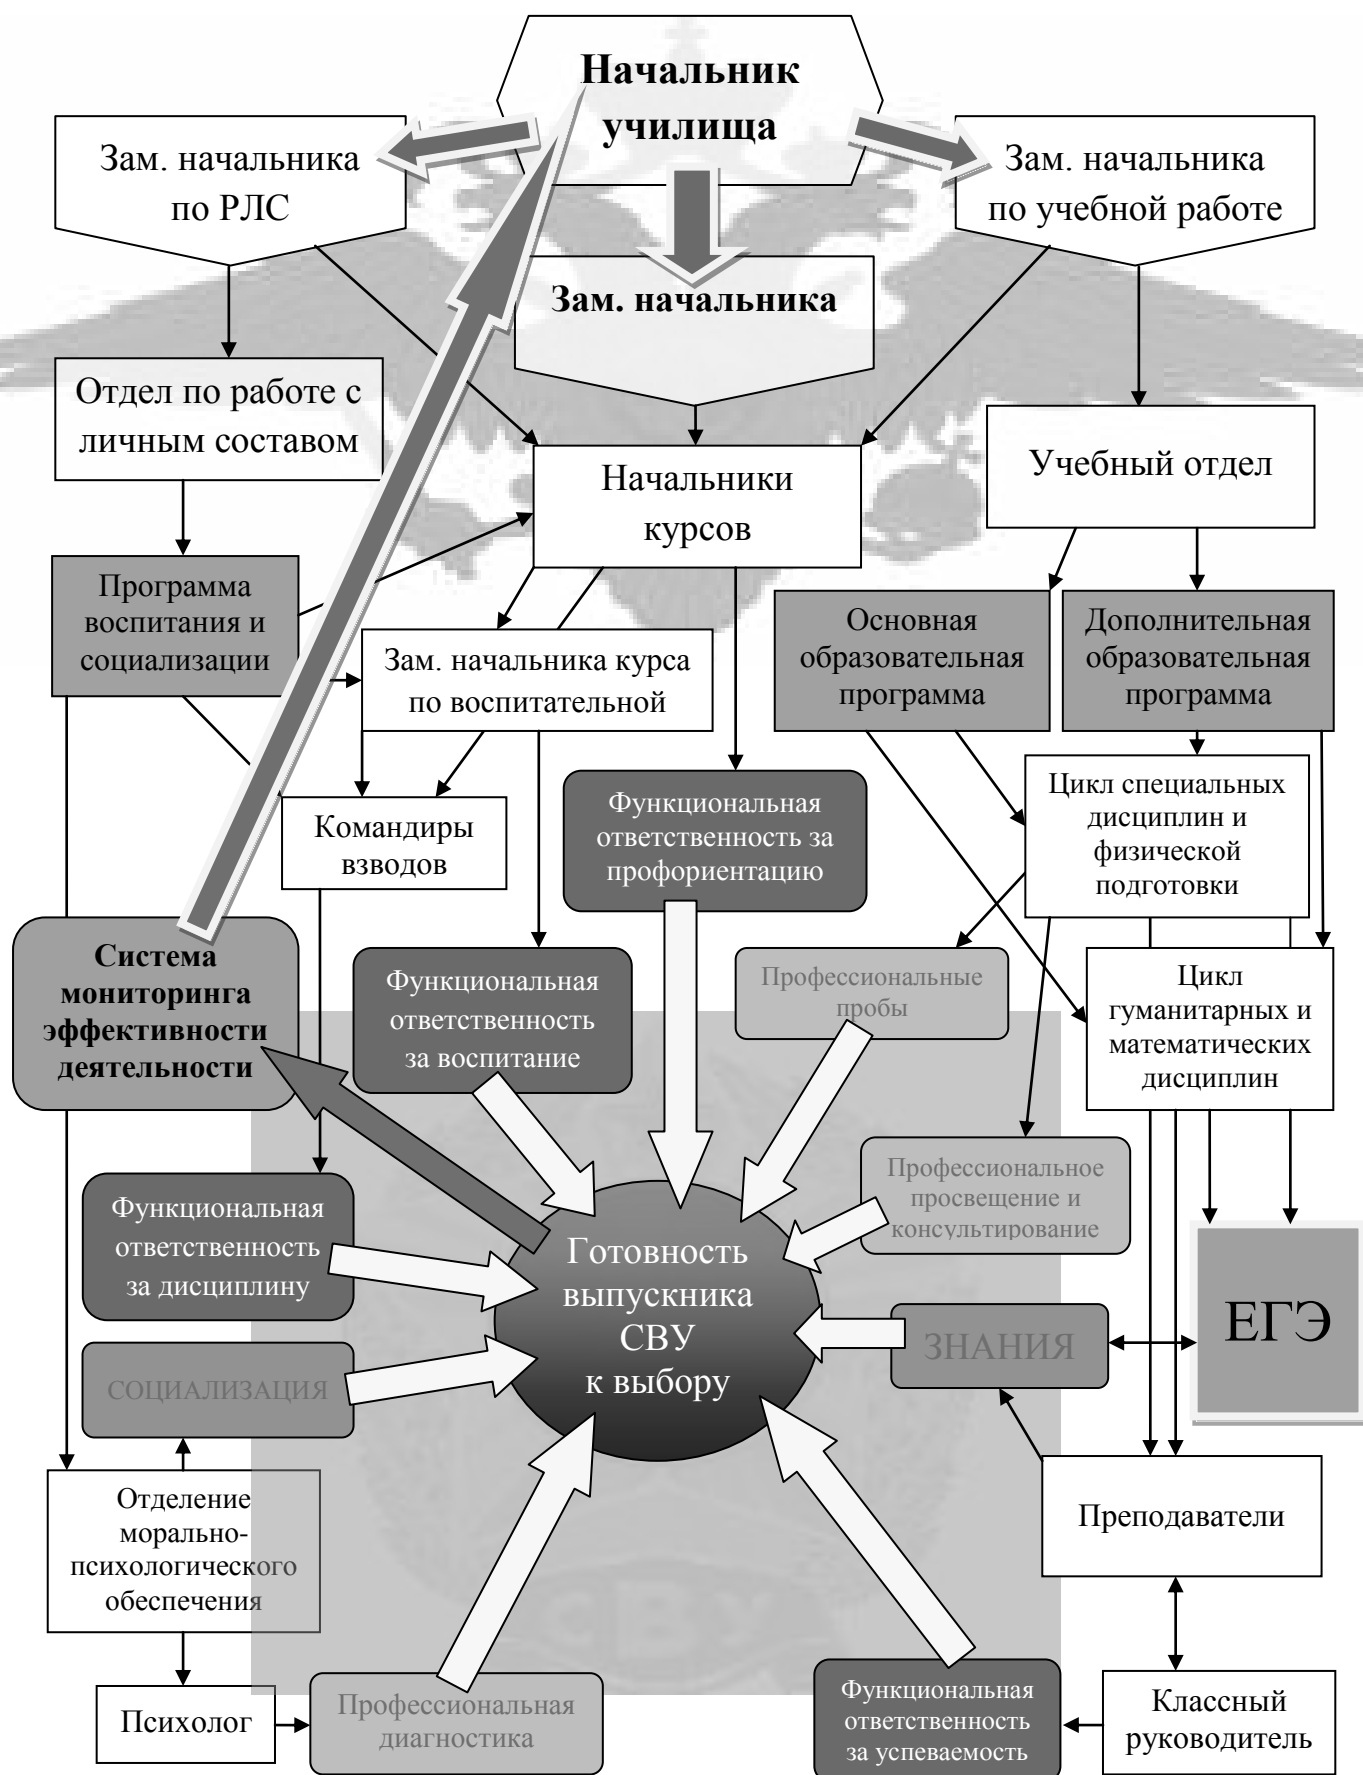 Начальник
училища
Зам. начальника
по РЛС
Зам. начальника
по учебной работе
Зам. начальника
Отдел по работе с
личным составом
Начальники
курсов
Учебный отдел
Программа
воспитания и
социализации
Зам. начальника курса
по воспитательной
Основная
образовательная
программа
Дополнительная
образовательная
программа
Командиры
взводов
Функциональная
ответственность за
профориентацию
Цикл специальных
дисциплин и
физической
подготовки
Система
мониторинга
эффективности
деятельности
Функциональная
ответственность
за воспитание
Профессиональные
пробы
Цикл
гуманитарных и
математических
дисциплин
Функциональная
ответственность
за дисциплину
Профессиональное
просвещение и
консультирование
Готовность
выпускника
СВУ
к выбору
СОЦИАЛИЗАЦИЯ
ЗНАНИЯ
ЕГЭ
Отделение
морально-
психологического
обеспечения
Преподаватели
СВУ
Психолог
Профессиональная
диагностика
Функциональная
ответственность
за успеваемость
Классный
руководитель